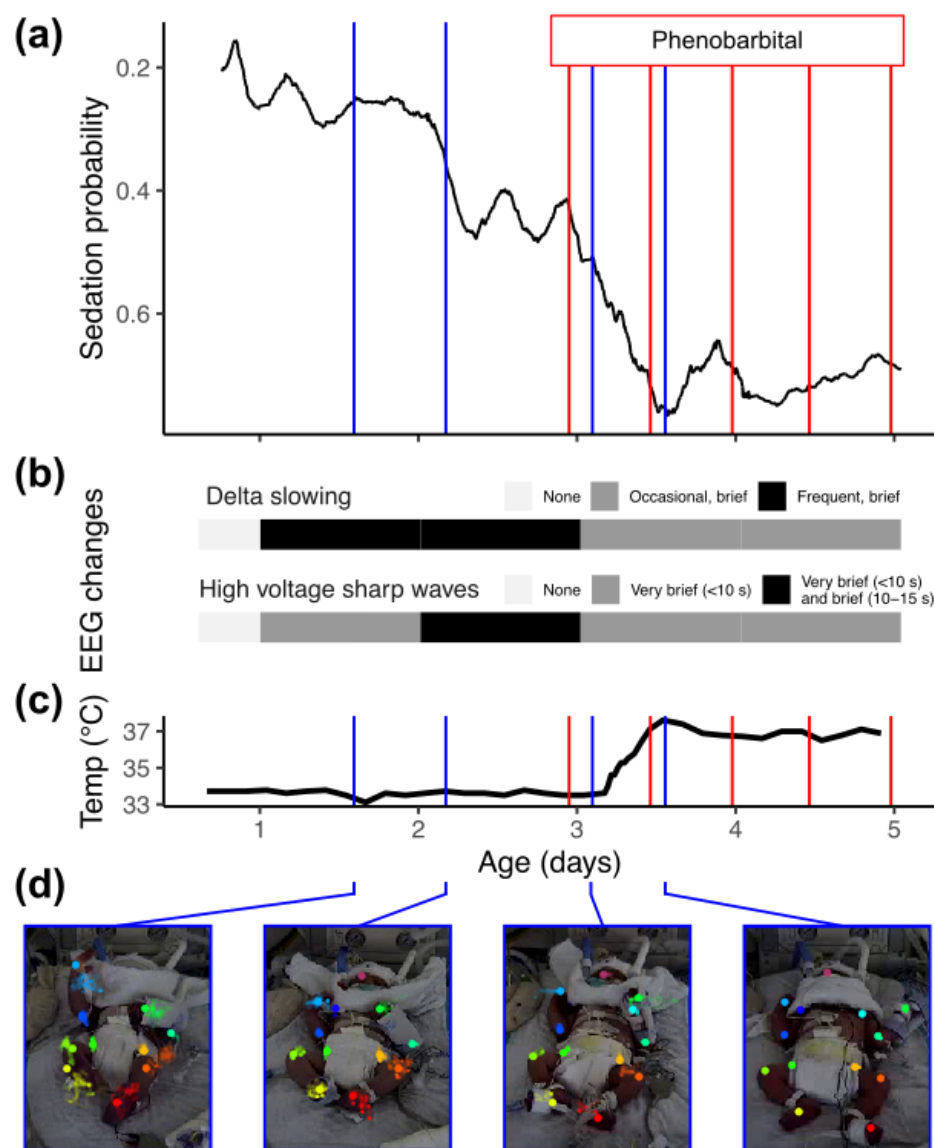 (a)
Phenobarbital
Sedation probability
0.2
0.4
0.6
(b)
EEG changes
Delta slowing
None
Occasional, brief
Frequent, brief
High voltage sharp waves
None
Very brief (<10 s)
Very brief (<10 s)
and brief (10–15 s)
(c)
Temp (°C)
37
35
33
1 2 3 4 5
Age (days)
(d)